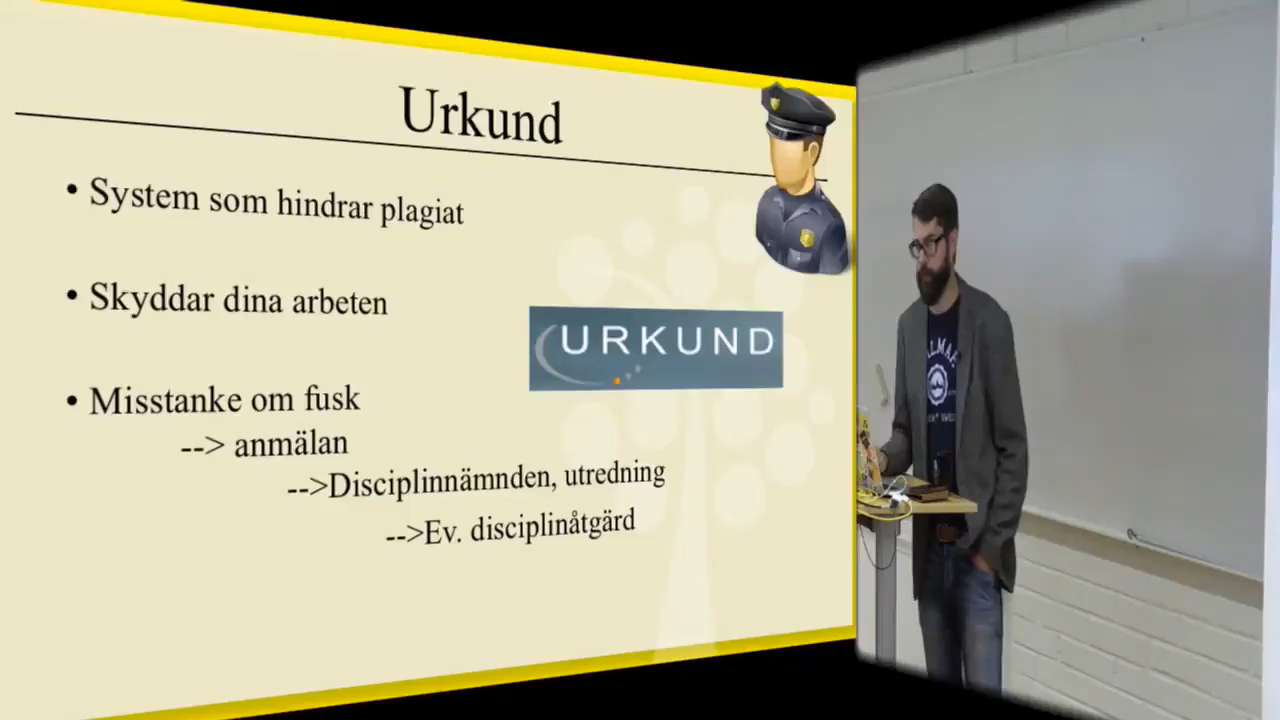 Urkund
• System som hindrar plagiat
• Skyddar dina arbeten
URKUND
• Misstanke om fusk
--> anmälan
-->Disciplinnämnden, utredning
-->Ev. disciplinåtgärd